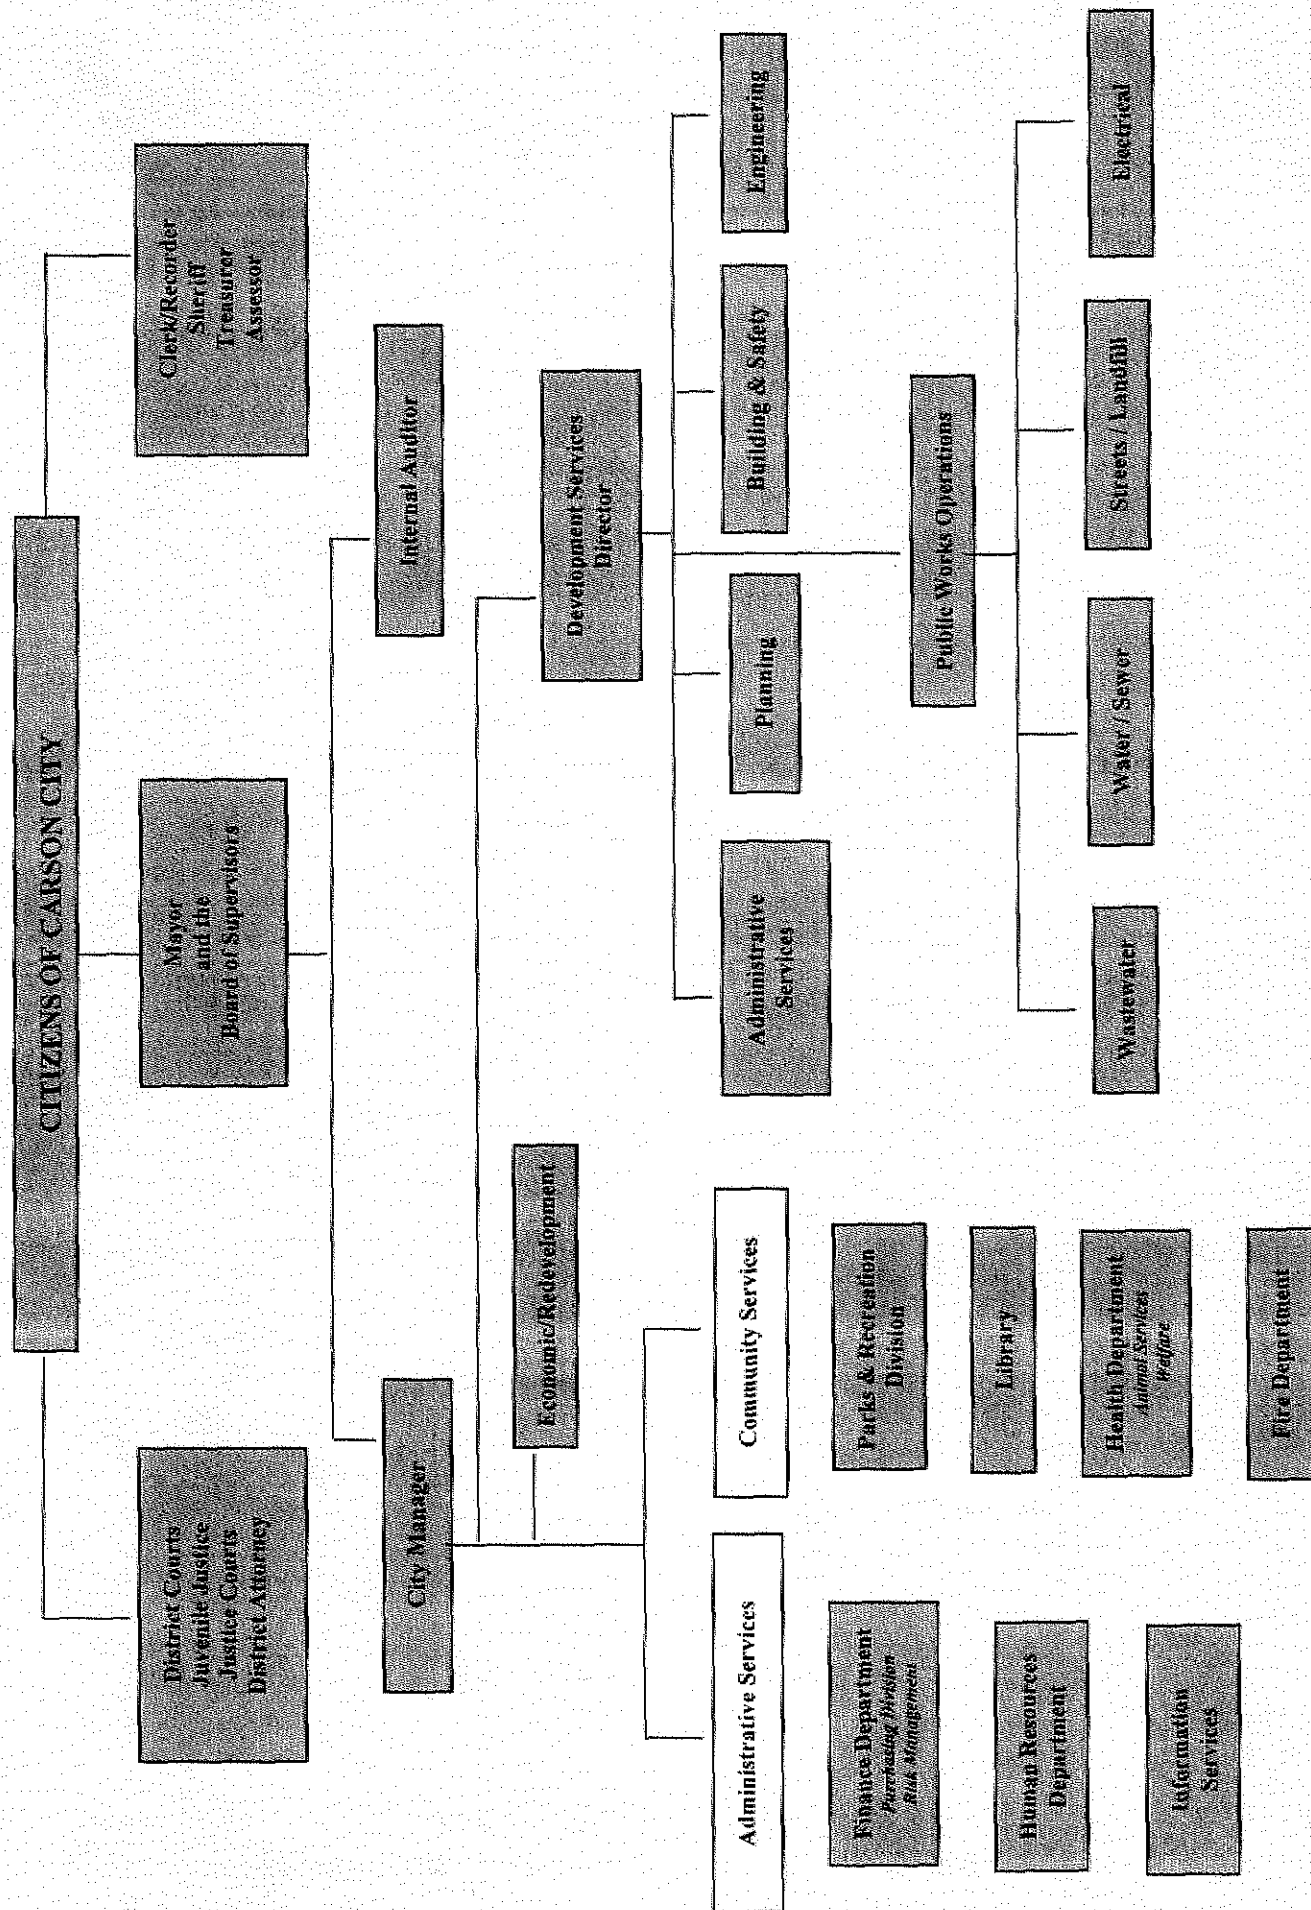 CITIZENS OF CARSON CITY
District Courts
Juvenile Justice
Justice Courts
District Attorney
Mayor
and the
Board of Supervisors
Clerk/Recorder
Sheriff
Treasurer
Assessor
City Manager
Internal Auditor
Economic/Redevelopment
Development Services
Director
Administrative Services
Community Services
Administrative
Services
Planning
Building & Safety
Engineering
Finance Department
Purchasing Division
Risk Management
Parks & Recreation
Division
Public Works Operations
Human Resources
Department
Library
Information
Services
Health Department
Animal Services
Welfare
Wastewater
Water / Sewer
Streets / Landfill
Electrical
Fire Department